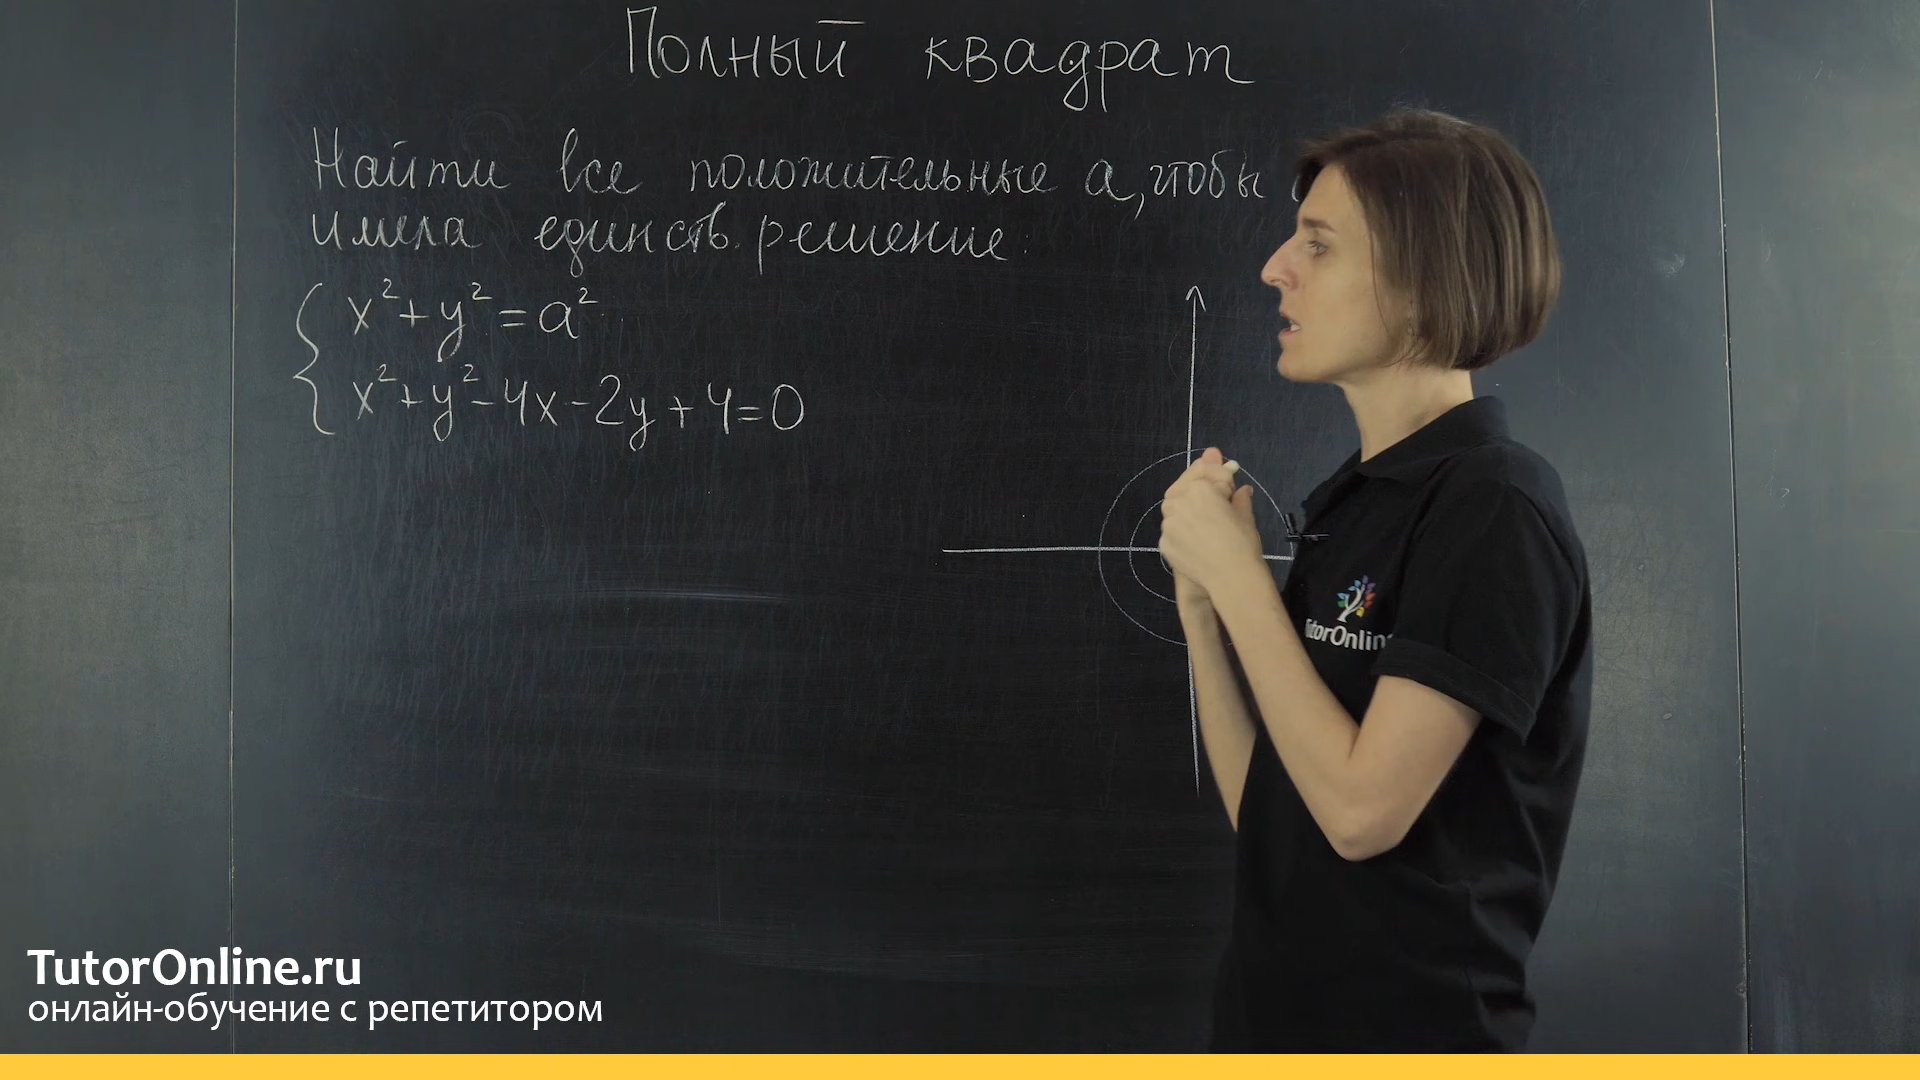 Полный квадрат
Найти все положительные а, чтобы
имела единств. решение:
x²+y²=a²
x²+y²-4x-2y+4=0
TutorOnline
TutorOnline.ru
онлайн-обучение с репетитором